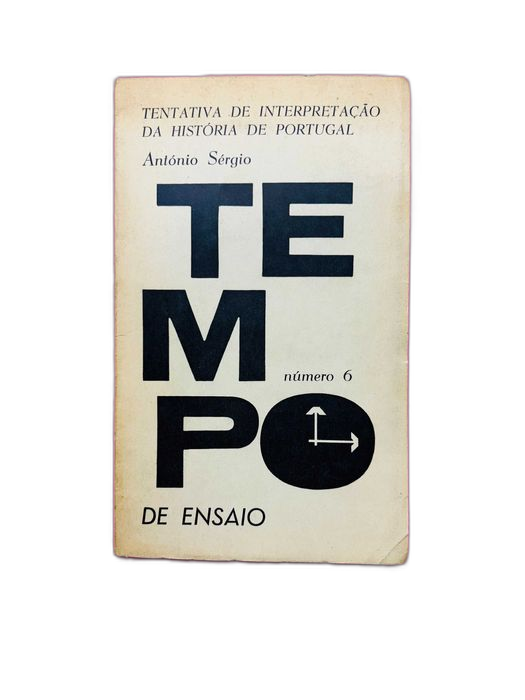 TENTATIVA DE INTERPRETAÇÃO
DA HISTÓRIA DE PORTUGAL
António Sérgio
TE
M
número 6
PO
DE ENSAIO